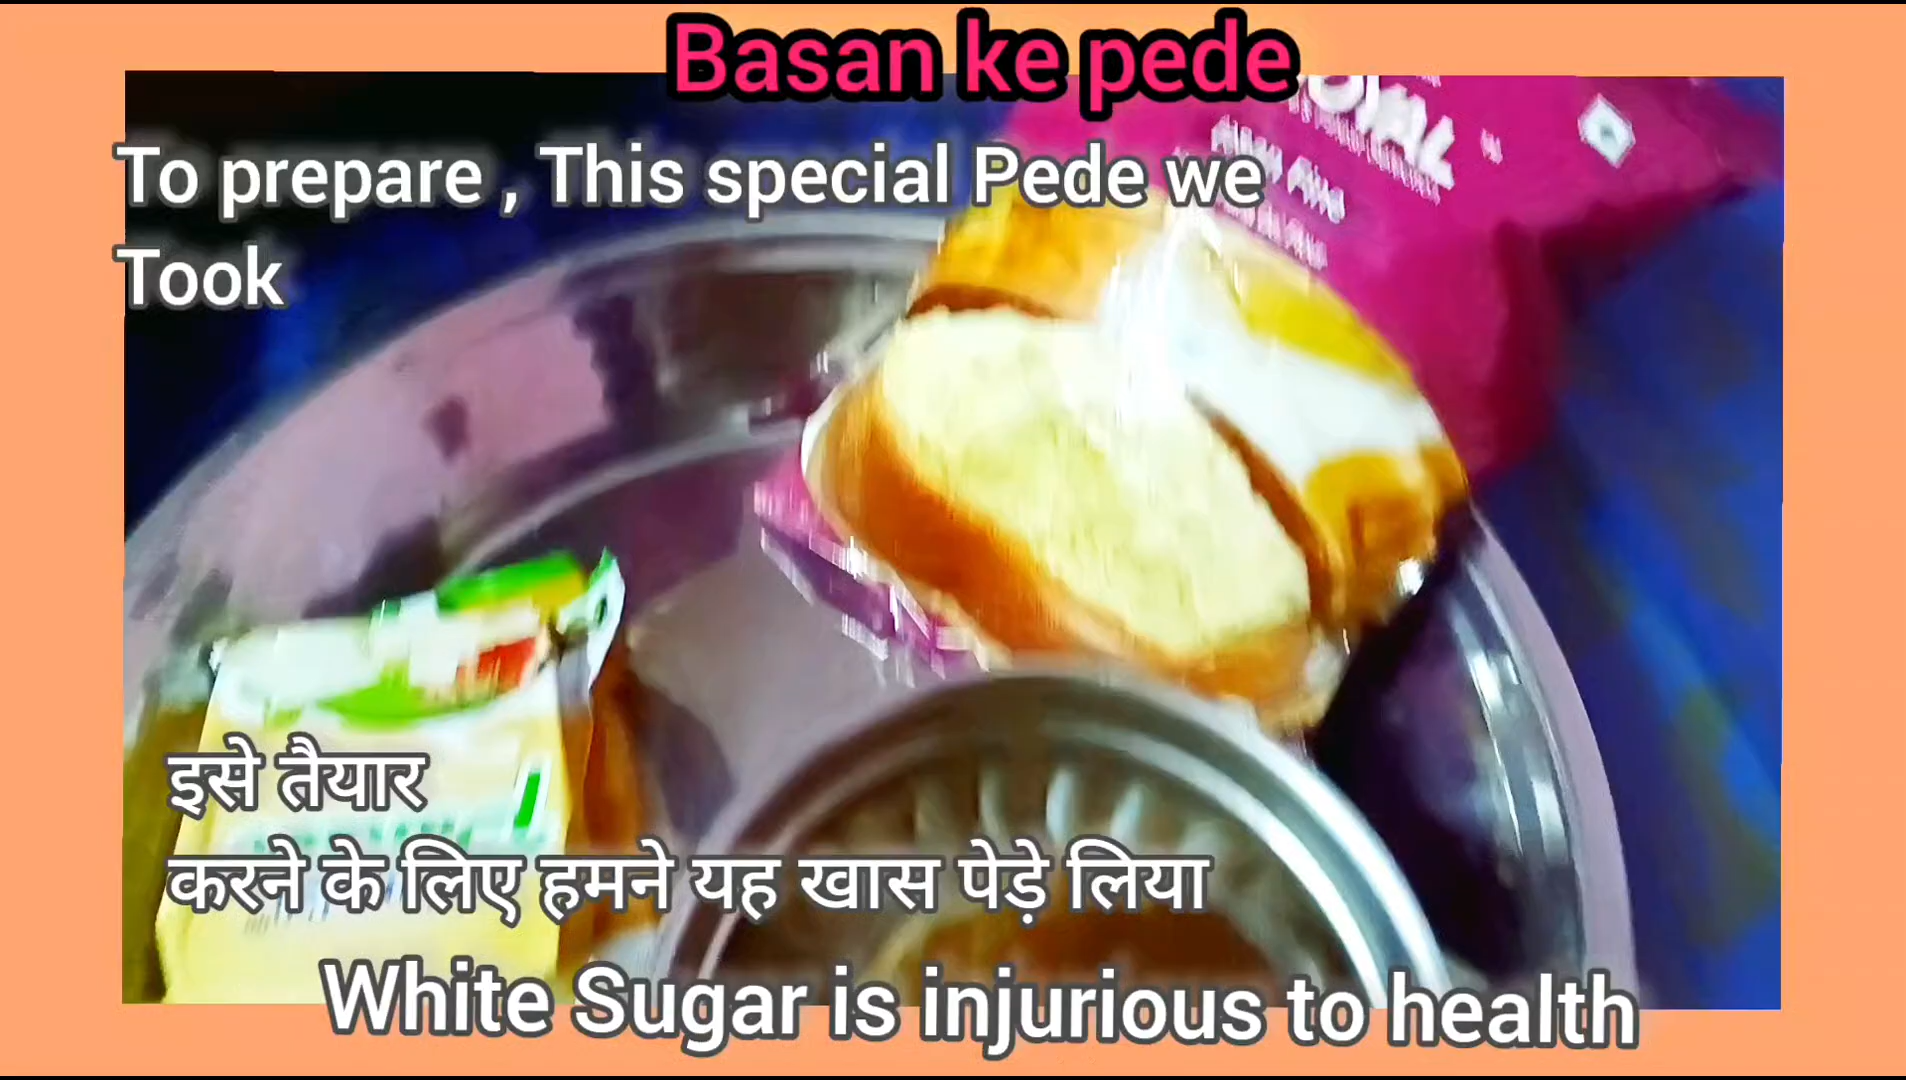 Basan ke pede
To prepare , This special Pede we
Took
इसे तैयार
करने के लिए हमने यह खास पेड़े लिया
White Sugar is injurious to health